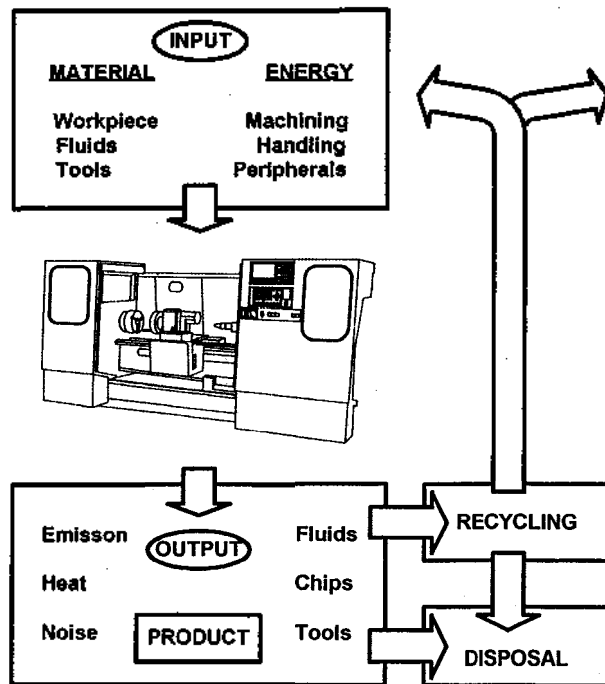 INPUT
MATERIAL ENERGY
Workpiece Machining
Fluids Handling
Tools Peripherals
Emisson OUTPUT Fluids
Heat Chips
Noise PRODUCT Tools
RECYCLING
DISPOSAL